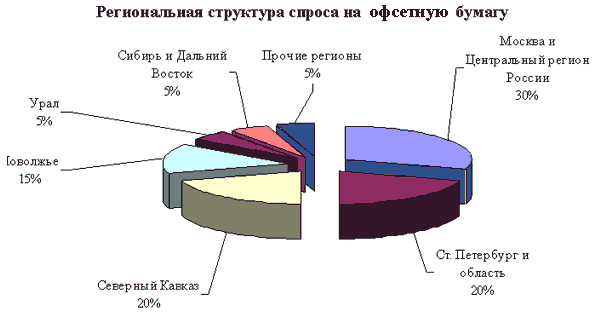 Региональная структура спроса на офсетную бумагу
Москва и
Центральный регион
России
30%
Ст. Петербург и
область
20%
Северный Кавказ
20%
Іоволжье
15%
Урал
5%
Сибирь и Дальний
Восток
5%
Прочие регионы
5%